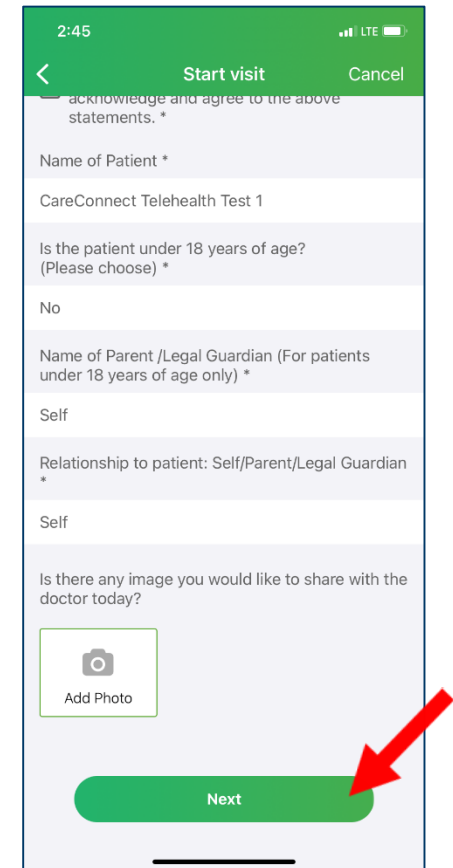 2:45 LTE
Start visit Cancel
acknowledge and agree to the above
statements. *
Name of Patient *
CareConnect Telehealth Test 1
Is the patient under 18 years of age?
(Please choose) *
No
Name of Parent /Legal Guardian (For patients
under 18 years of age only) *
Self
Relationship to patient: Self/Parent/Legal Guardian
*
Self
Is there any image you would like to share with the
doctor today?
Add Photo
Next